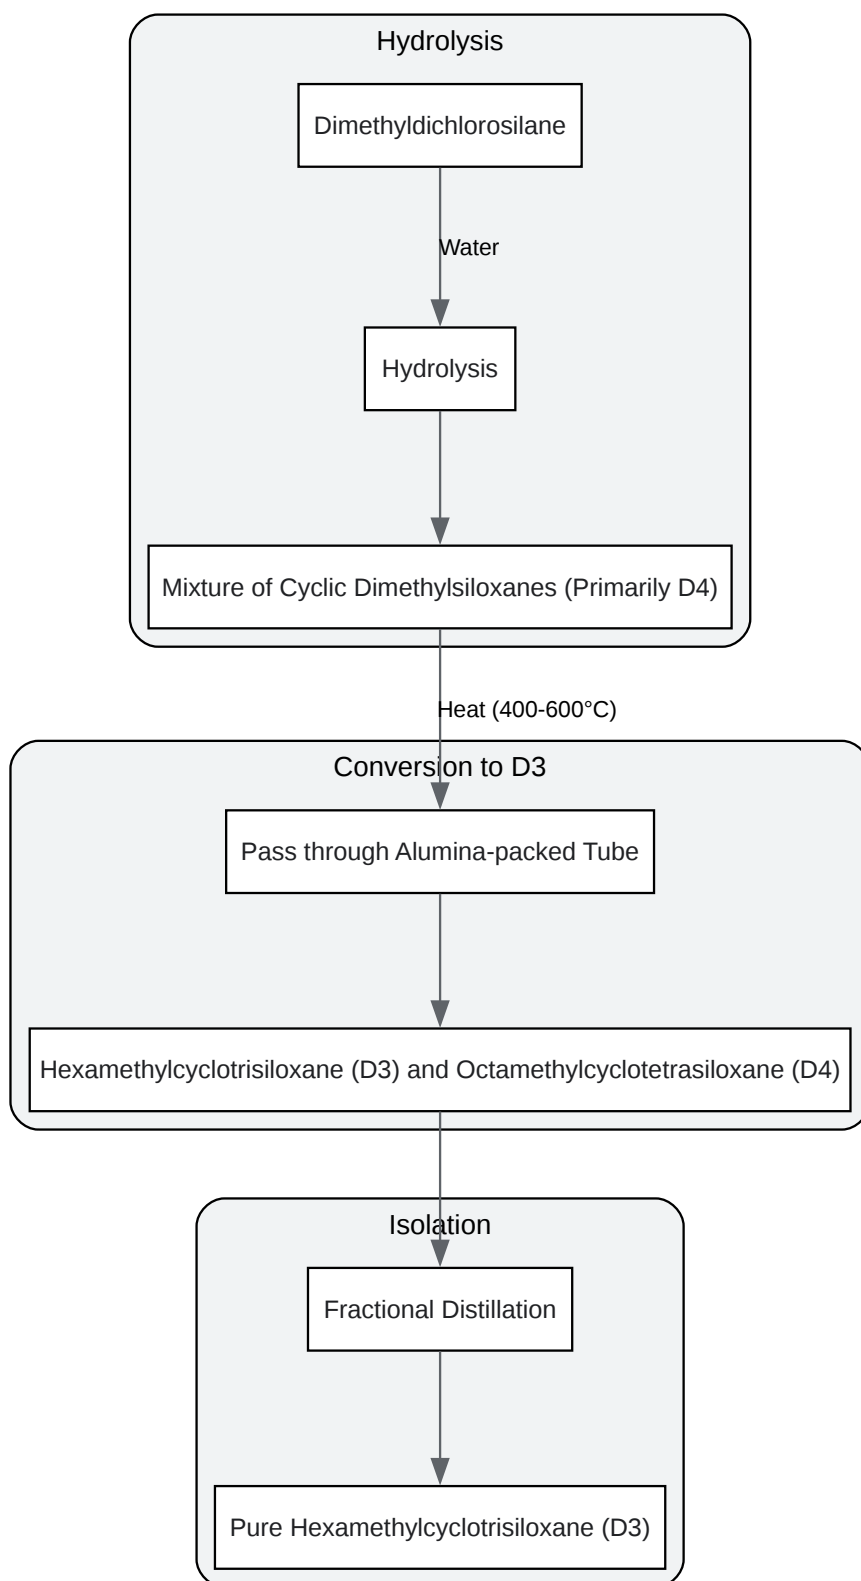 Hydrolysis
Dimethyldichlorosilane
Water
Hydrolysis
Mixture of Cyclic Dimethylsiloxanes (Primarily D4)
Heat (400-600°C)
Conversion to D3
Pass through Alumina-packed Tube
Hexamethylcyclotrisiloxane (D3) and Octamethylcyclotetrasiloxane (D4)
Isolation
Fractional Distillation
Pure Hexamethylcyclotrisiloxane (D3)